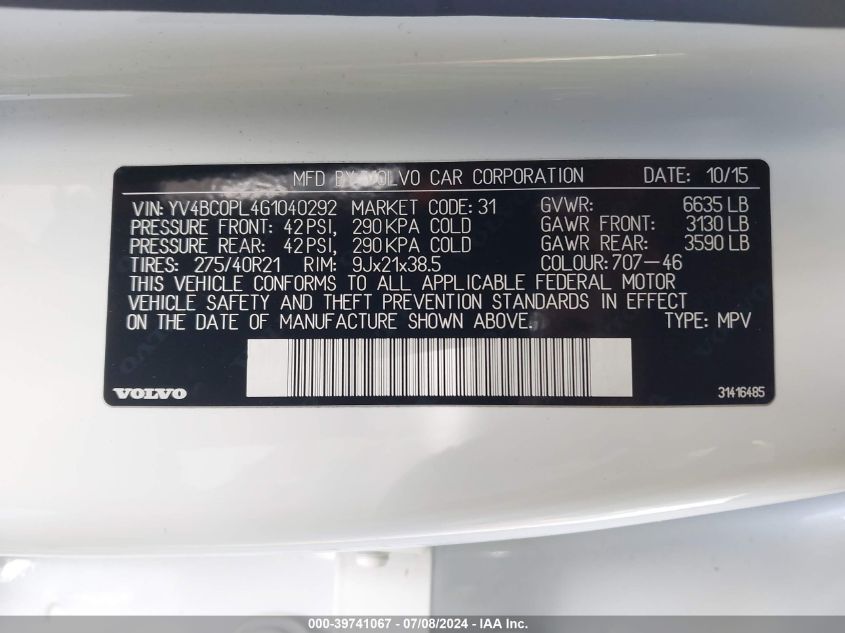 MFD BY VOLVO CAR CORPORATION DATE: 10/15
VIN: YV4BC0PL4G1040292 MARKET CODE: 31 GVWR: 6635 LB
PRESSURE FRONT: 42 PSI, 290 KPA COLD GAWR FRONT: 3130 LB
PRESSURE REAR: 42 PSI, 290 KPA COLD GAWR REAR: 3590 LB
TIRES: 275/40R21 RIM: 9Jx21x38.5 COLOUR: 707-46
THIS VEHICLE CONFORMS TO ALL APPLICABLE FEDERAL MOTOR
VEHICLE SAFETY AND THEFT PREVENTION STANDARDS IN EFFECT
ON THE DATE OF MANUFACTURE SHOWN ABOVE. TYPE: MPV
VOLVO 31416485
000-39741067 - 07/08/2024 - IAA Inc.